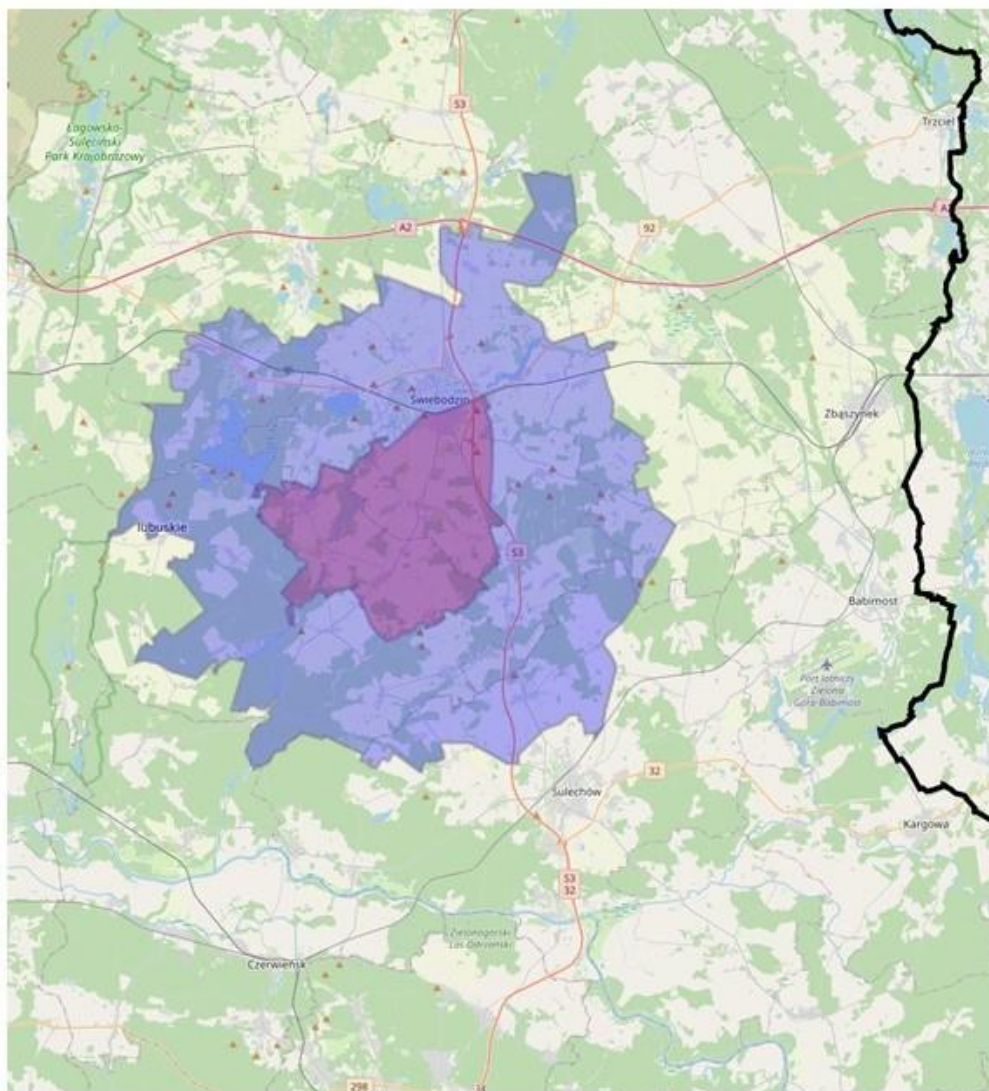 S3
Trzciel
Łagowsko-
Sulęciński
Park Krajobrazowy
A2
A2
92
Świebodzin
Zbąszynek
lubuskie
S3
Babimost
Port lotniczy
Zielona
Góra-Babimost
32
Sulechów
Kargowa
S3
32
Zielonogórski
Las Odrzański
Czerwieńsk
298